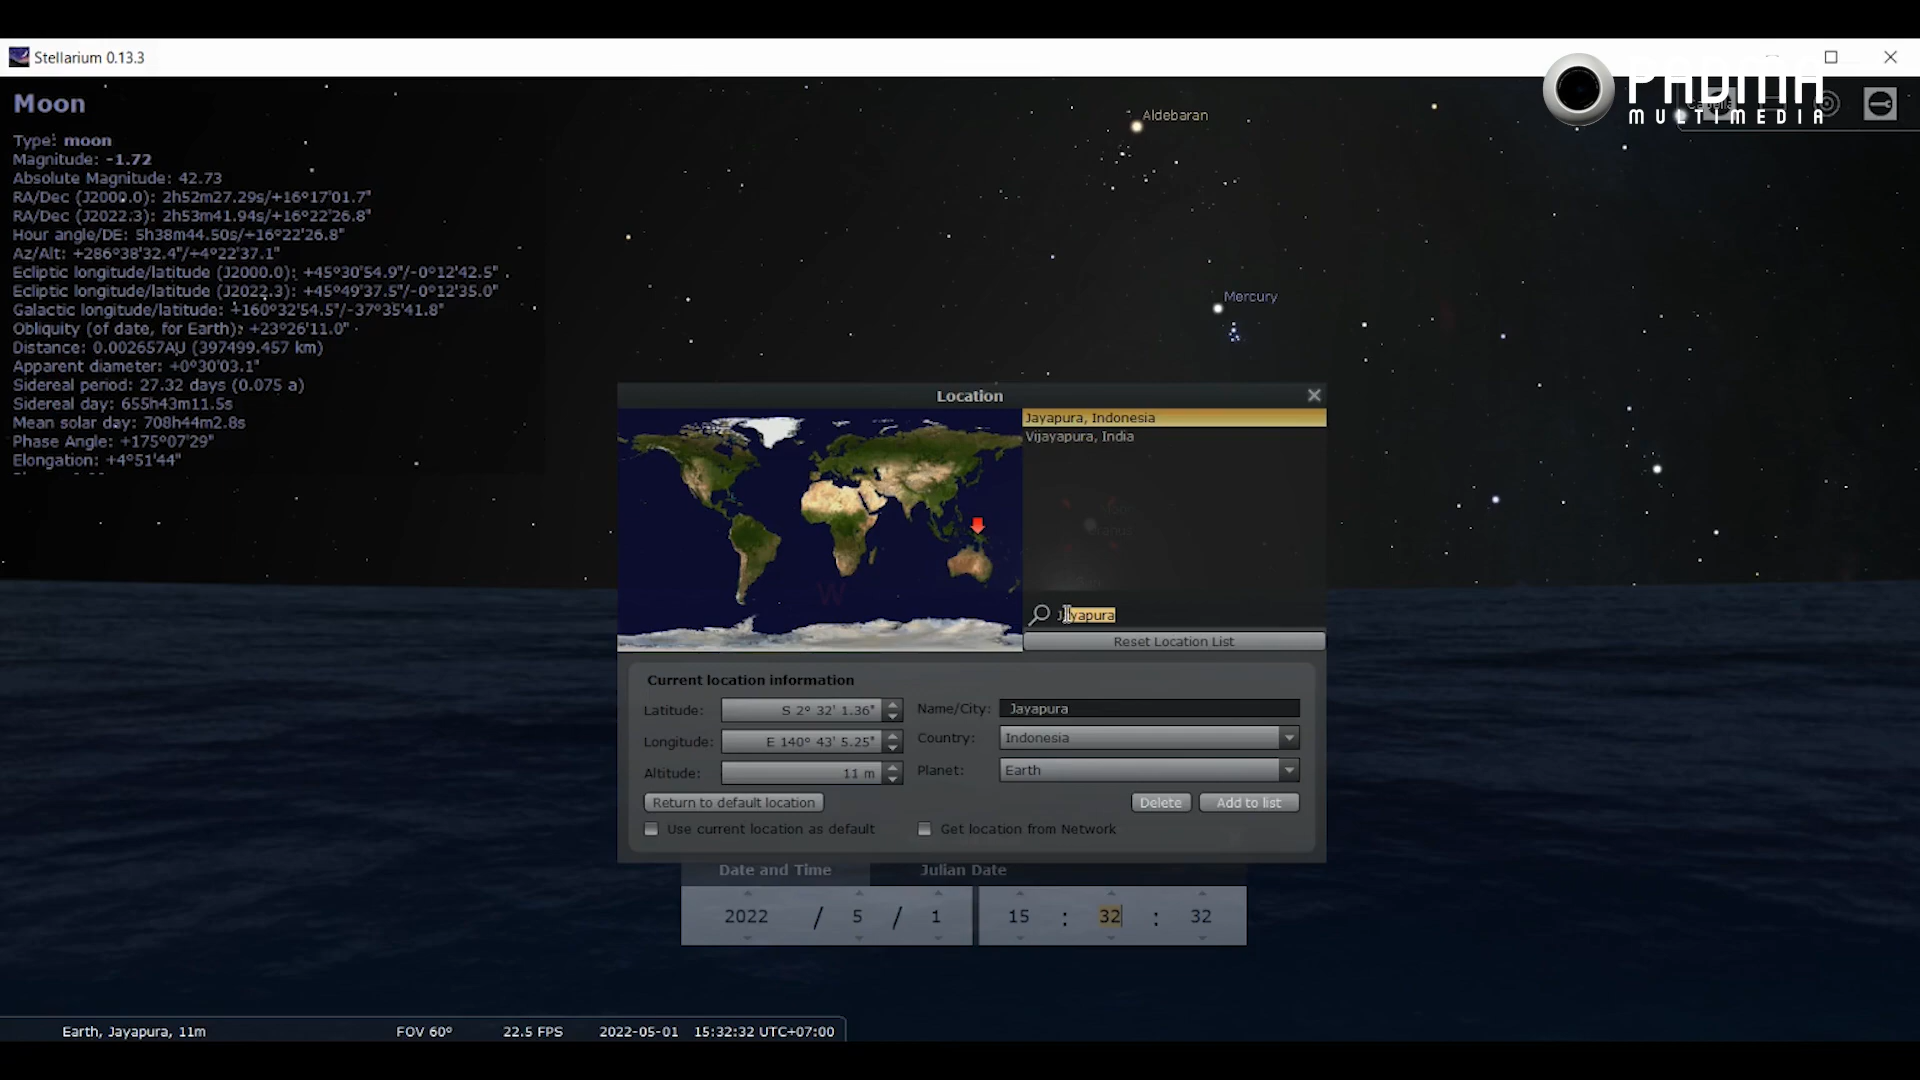 Stellarium 0.13.3
PADMA
MULTIMEDIA
Moon
Type: moon
Magnitude: -1.72
Absolute Magnitude: 42.73
RA/Dec (J2000.0): 2h52m27.29s/+16°17'01.7"
RA/Dec (J2022.3): 2h53m41.94s/+16°22'26.8"
Hour angle/DE: 5h38m44.50s/+16°22'26.8"
Az/Alt: +286°38'32.4"/+4°22'37.1"
Ecliptic longitude/latitude (J2000.0): +45°30'54.9"/-0°12'42.5"
Ecliptic longitude/latitude (J2022.3): +45°49'37.5"/-0°12'35.0"
Galactic longitude/latitude: +160°32'54.5"/-37°35'41.8"
Obliquity (of date, for Earth): +23°26'11.0"
Distance: 0.002657AU (397499.457 km)
Apparent diameter: +0°30'03.1"
Sidereal period: 27.32 days (0.075 a)
Sidereal day: 655h43m11.5s
Mean solar day: 708h44m2.8s
Phase Angle: +175°07'29"
Elongation: +4°51'44"
Aldebaran
Mercury
Location
Jayapura, Indonesia
Vijayapura, India
W
Jayapura
Reset Location List
Current location information
Latitude: S 2° 32' 1.36"
Name/City: Jayapura
Longitude: E 140° 43' 5.25"
Country: Indonesia
Altitude: 11 m
Planet: Earth
Return to default location
Delete
Add to list
Use current location as default
Get location from Network
Date and Time
Julian Date
2022 / 5 / 1 15 : 32 : 32
Earth, Jayapura, 11m FOV 60° 22.5 FPS 2022-05-01 15:32:32 UTC+07:00